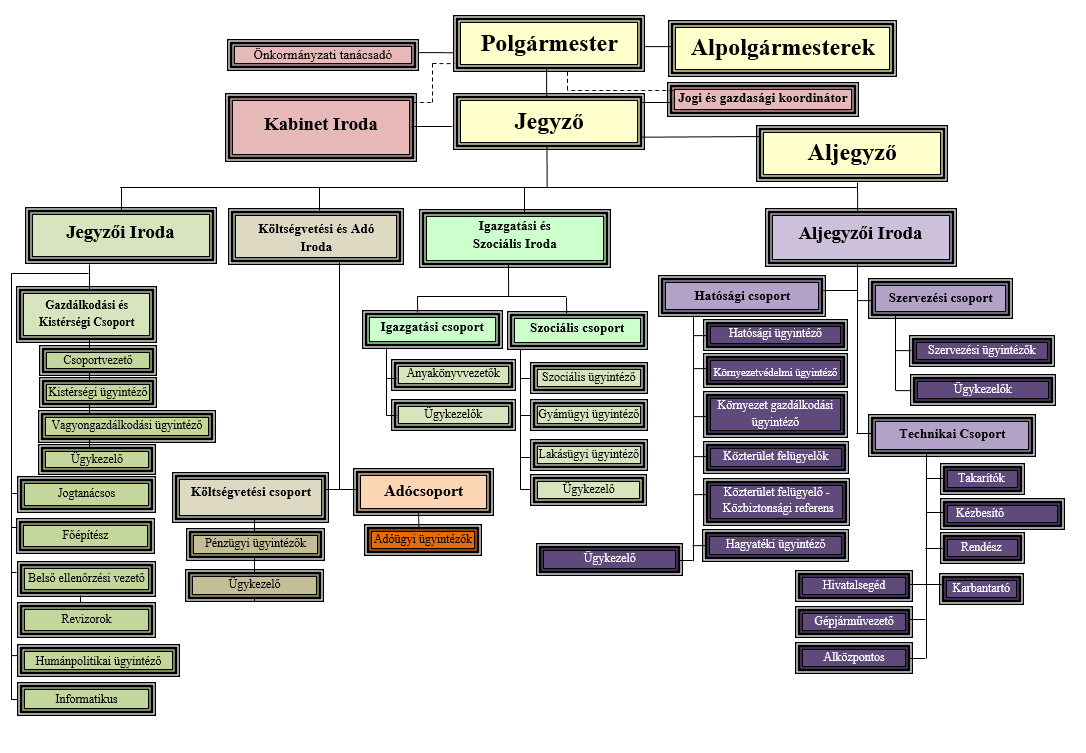 Polgármester
Alpolgármesterek
Önkormányzati tanácsadó
Jogi és gazdasági koordinátor
Kabinet Iroda
Jegyző
Aljegyző
Jegyzői Iroda
Költségvetési és Adó
Iroda
Igazgatási és
Szociális Iroda
Aljegyzői Iroda
Gazdálkodási és
Kistérségi Csoport
Csoportvezető
Kistérségi ügyintéző
Vagyongazdálkodási ügyintéző
Ügykezelő
Jogtanácsos
Főépítész
Belső ellenőrzési vezető
Revizorok
Humánpolitikai ügyintéző
Informatikus
Költségvetési csoport
Pénzügyi ügyintézők
Ügykezelő
Adócsoport
Adóügyi ügyintézők
Igazgatási csoport
Anyakönyvvezetők
Ügykezelők
Szociális csoport
Szociális ügyintéző
Gyámügyi ügyintéző
Lakásügyi ügyintéző
Ügykezelő
Hatósági csoport
Hatósági ügyintéző
Környezetvédelmi ügyintéző
Környezet gazdálkodási
ügyintéző
Közterület felügyelők
Közterület felügyelő -
Közbiztonsági referens
Hagyatéki ügyintéző
Ügykezelő
Szervezési csoport
Szervezési ügyintézők
Ügykezelők
Technikai Csoport
Takarítók
Kézbesítő
Rendész
Hivatalsegéd
Karbantartó
Gépjárművezető
Alközpontos